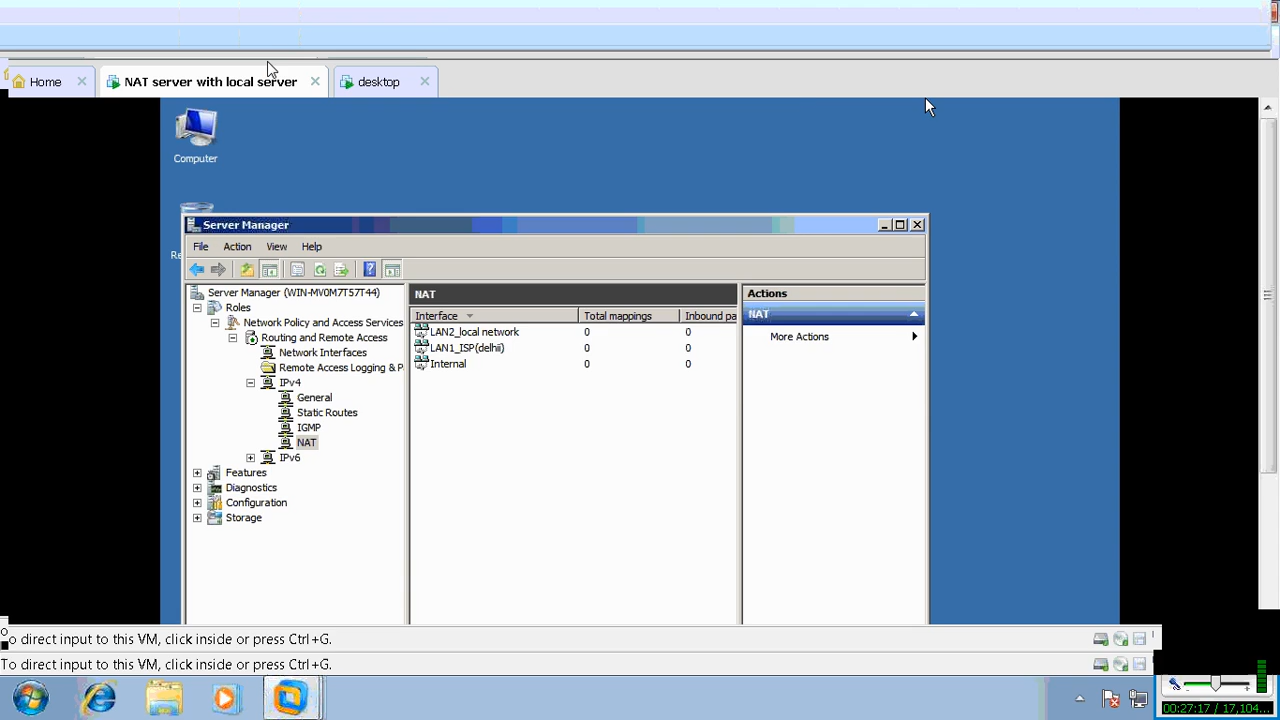 Home
NAT server with local server
desktop
Computer
Re
Server Manager
File Action View Help
Server Manager (WIN-MV0M7T57T44)
Roles
Network Policy and Access Services
Routing and Remote Access
Network Interfaces
Remote Access Logging & P
IPv4
General
Static Routes
IGMP
NAT
IPv6
Features
Diagnostics
Configuration
Storage
NAT
Interface Total mappings Inbound pa
LAN2_local network 0 0
LAN1_ISP(delhii) 0 0
Internal 0 0
Actions
NAT
More Actions
o direct input to this VM, click inside or press Ctrl+G.
To direct input to this VM, click inside or press Ctrl+G.
00:27:17 / 17,104...